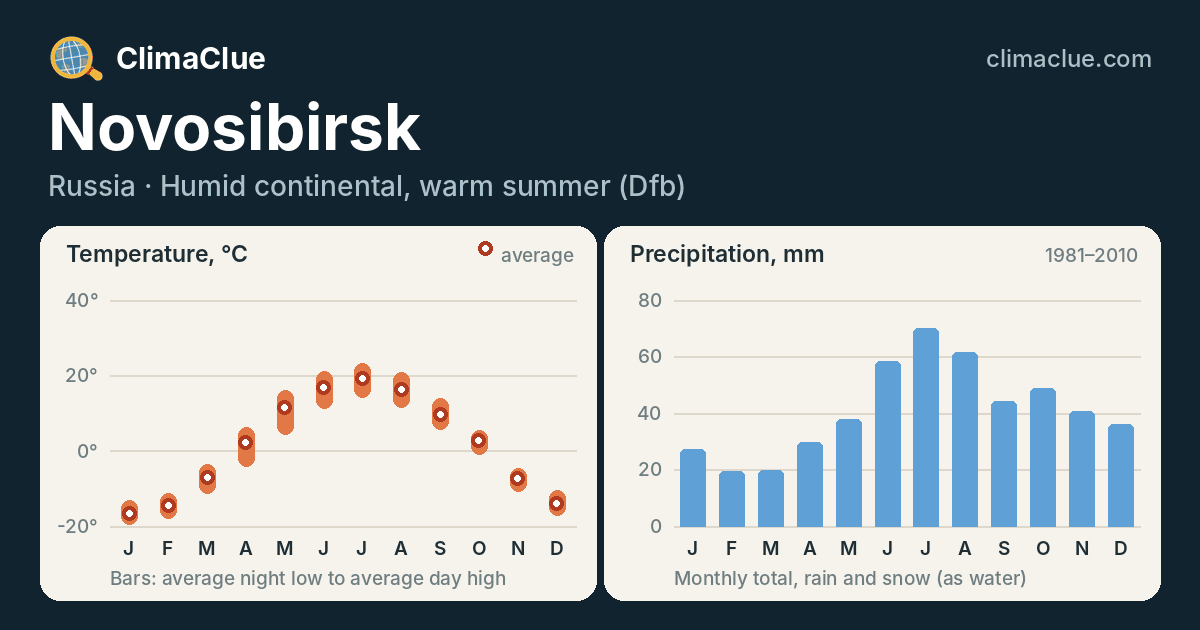 ClimaClue
climaclue.com
Novosibirsk
Russia · Humid continental, warm summer (Dfb)
Temperature, °C
average
40°
20°
0°
-20°
J F M A M J J A S O N D
Bars: average night low to average day high
Precipitation, mm
1981–2010
80
60
40
20
0
J F M A M J J A S O N D
Monthly total, rain and snow (as water)